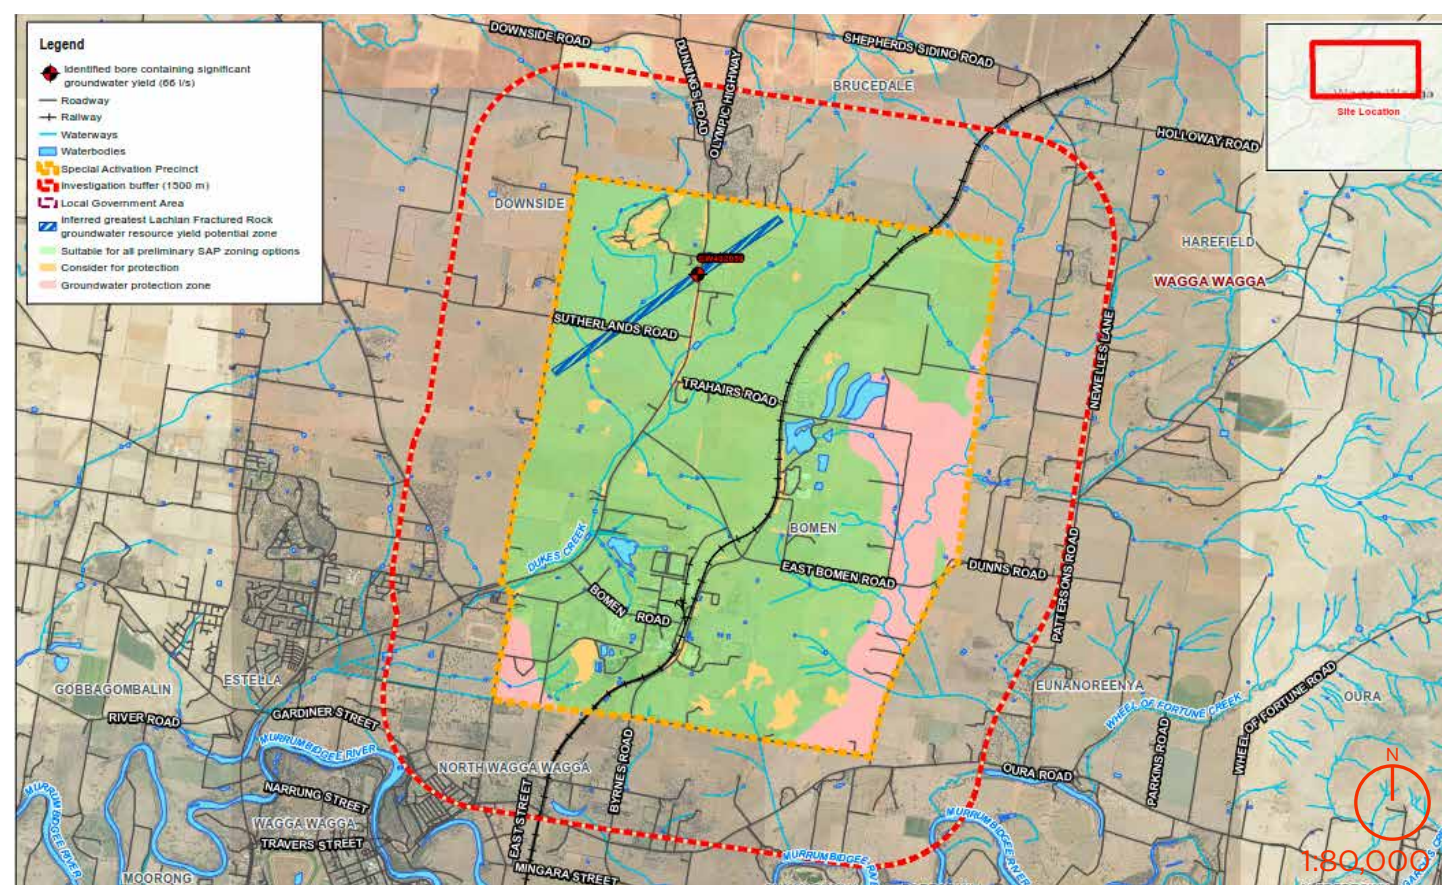 Legend
Identified bore containing significant
groundwater yield (66 l/s)
Roadway
Railway
Waterways
Waterbodies
Special Activation Precinct
Investigation buffer (1500 m)
Local Government Area
Inferred greatest Lachlan Fractured Rock
groundwater resource yield potential zone
Suitable for all preliminary SAP zoning options
Consider for protection
Groundwater protection zone
DOWNSIDE ROAD
DUNNINGS ROAD
OLYMPIC HIGHWAY
SHEPHERDS SIDING ROAD
BRUCEDALE
HOLLOWAY ROAD
Wagga Wagga
Site Location
DOWNSIDE
HAREFIELD
WAGGA WAGGA
SUTHERLANDS ROAD
TRAHAIRS ROAD
NEWELLES LANE
BOMEN
DUKES CREEK
EAST BOMEN ROAD
DUNNS ROAD
PATTERSONS ROAD
BOMEN ROAD
ESTELLA
GOBBAGOMBALIN
RIVER ROAD
GARDINER STREET
MURRUMBIDGEE RIVER
EUNANOREENYA
WHEEL OF FORTUNE CREEK
WHEEL OF FORTUNE ROAD
OURA
NORTH WAGGA WAGGA
BYRNES ROAD
OURA ROAD
PARKINS ROAD
N
MURRUMBIDGEE RIVER
NARRUNG STREET
WAGGA WAGGA
TRAVERS STREET
EAST STREET
MURRUMBIDGEE RIVER
MURRUMBIDGEE
MINGARA STREET
MOORONG
1:80,000